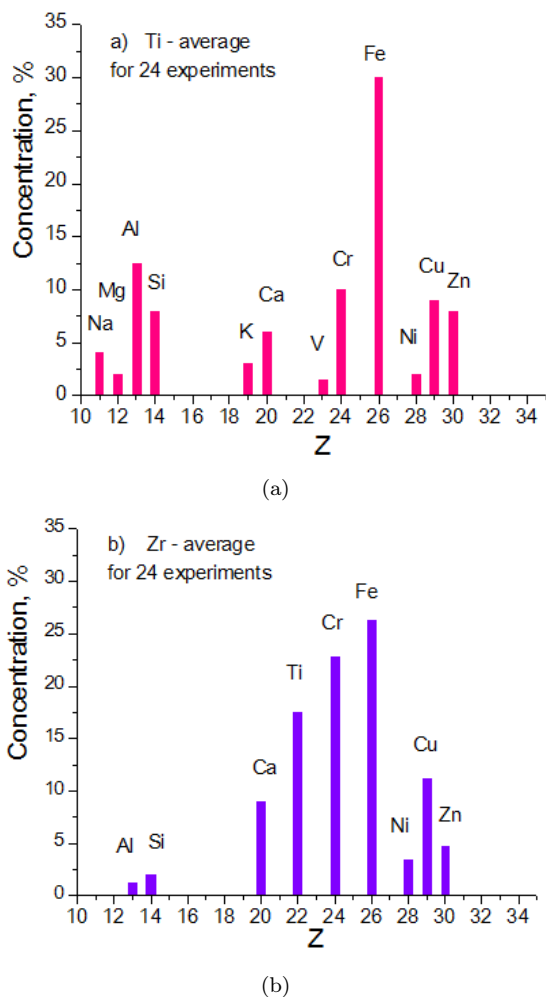 a) Ti - average
for 24 experiments
Concentration, %
35
30
25
20
15
10
5
0
Na
Mg
Al
Si
K
Ca
V
Cr
Fe
Ni
Cu
Zn
10 12 14 16 18 20 22 24 26 28 30 32 34
Z
(a)
b) Zr - average
for 24 experiments
Concentration, %
35
30
25
20
15
10
5
0
Al
Si
Ca
Ti
Cr
Fe
Ni
Cu
Zn
10 12 14 16 18 20 22 24 26 28 30 32 34
Z
(b)